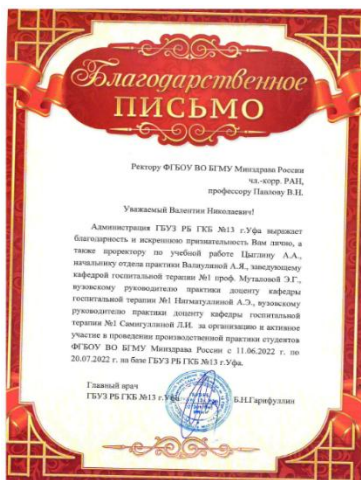 Благодарственное
ПИСЬМО
Ректору ФГБОУ ВО БГМУ Минздрава России
чл.-корр. РАН,
профессору Павлову В.Н.
Уважаемый Валентин Николаевич!
Администрация ГБУЗ РБ ГКБ №13 г.Уфа выражает
благодарность и искреннюю признательность Вам лично, а
также проректору по учебной работе Цыглину А.А.,
начальнику отдела практики Валиуллиной А.Я., заведующему
кафедрой госпитальной терапии №1 проф. Муталовой Э.Г.,
вузовскому руководителю практики доценту кафедры
госпитальной терапии №1 Нигматуллиной А.Э., вузовскому
руководителю практики доценту кафедры госпитальной
терапии №1 Самигуллиной Л.И. за организацию и активное
участие в проведении производственной практики студентов
ФГБОУ ВО БГМУ Минздрава России с 11.06.2022 г. по
20.07.2022 г. на базе ГБУЗ РБ ГКБ №13 г.Уфа.
Главный врач
ГБУЗ РБ ГКБ №13 г.Уфа Б.Н.Гарифуллин